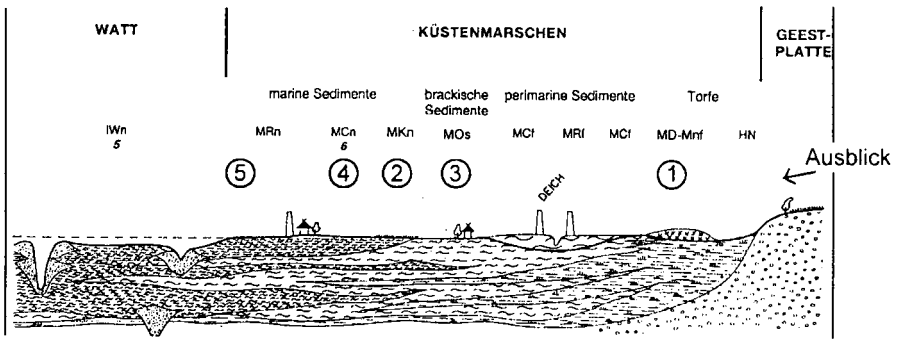 WATT
KÜSTENMARSCHEN
GEEST-
PLATTE
marine Sedimente
brackische
Sedimente
perimarine Sedimente
Torfe
IWn
5
MRn
MCn
6
MKn
MOs
MCf
MRf
MCf
MD-Mnf
HN
Ausblick
5
4
2
3
1
DEICH